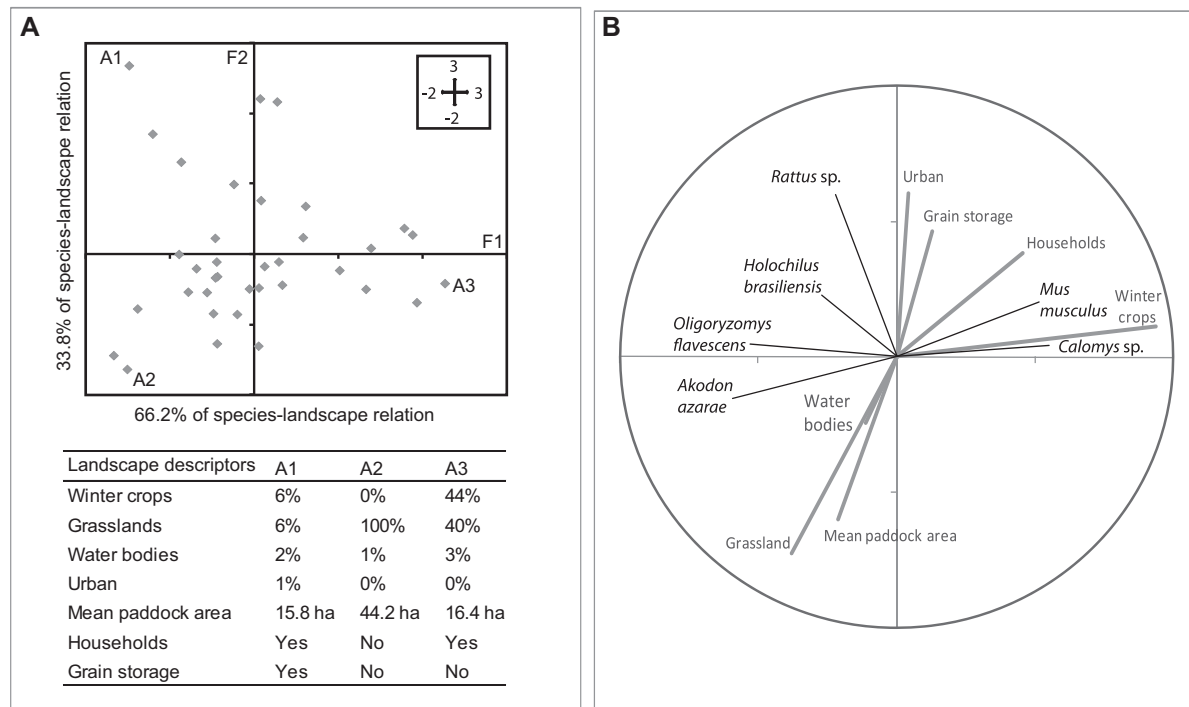 A
A1
F2
3
-2 3
-2
F1
A3
A2
33.8% of species-landscape relation
66.2% of species-landscape relation
Landscape descriptors A1 A2 A3
Winter crops 6% 0% 44%
Grasslands 6% 100% 40%
Water bodies 2% 1% 3%
Urban 1% 0% 0%
Mean paddock area 15.8 ha 44.2 ha 16.4 ha
Households Yes No Yes
Grain storage Yes No No
B
Rattus sp.
Urban
Grain storage
Households
Holochilus
brasiliensis
Mus
musculus
Winter
crops
Oligoryzomys
flavescens
Calomys sp.
Akodon
azarae
Water
bodies
Grassland
Mean paddock area